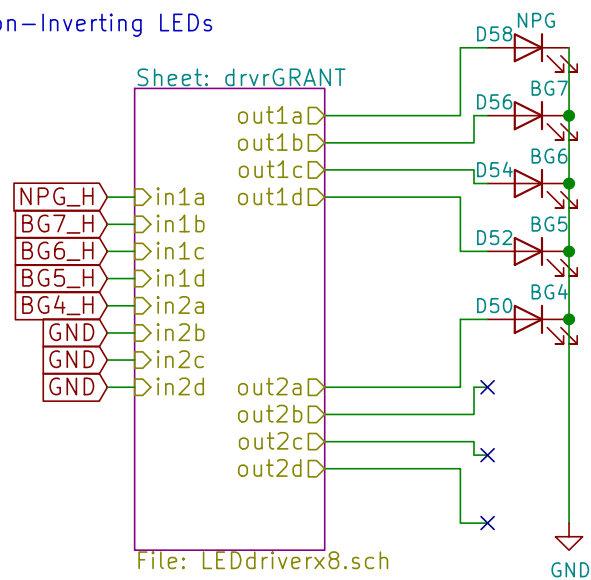 on-Inverting LEDs
Sheet: drvrGRANT
NPG_H
BG7_H
BG6_H
BG5_H
BG4_H
GND
GND
GND
in1a
in1b
in1c
in1d
in2a
in2b
in2c
in2d
out1a
out1b
out1c
out1d
out2a
out2b
out2c
out2d
D58 NPG
D56 BG7
D54 BG6
D52 BG5
D50 BG4
GND
File: LEDdriverx8.sch